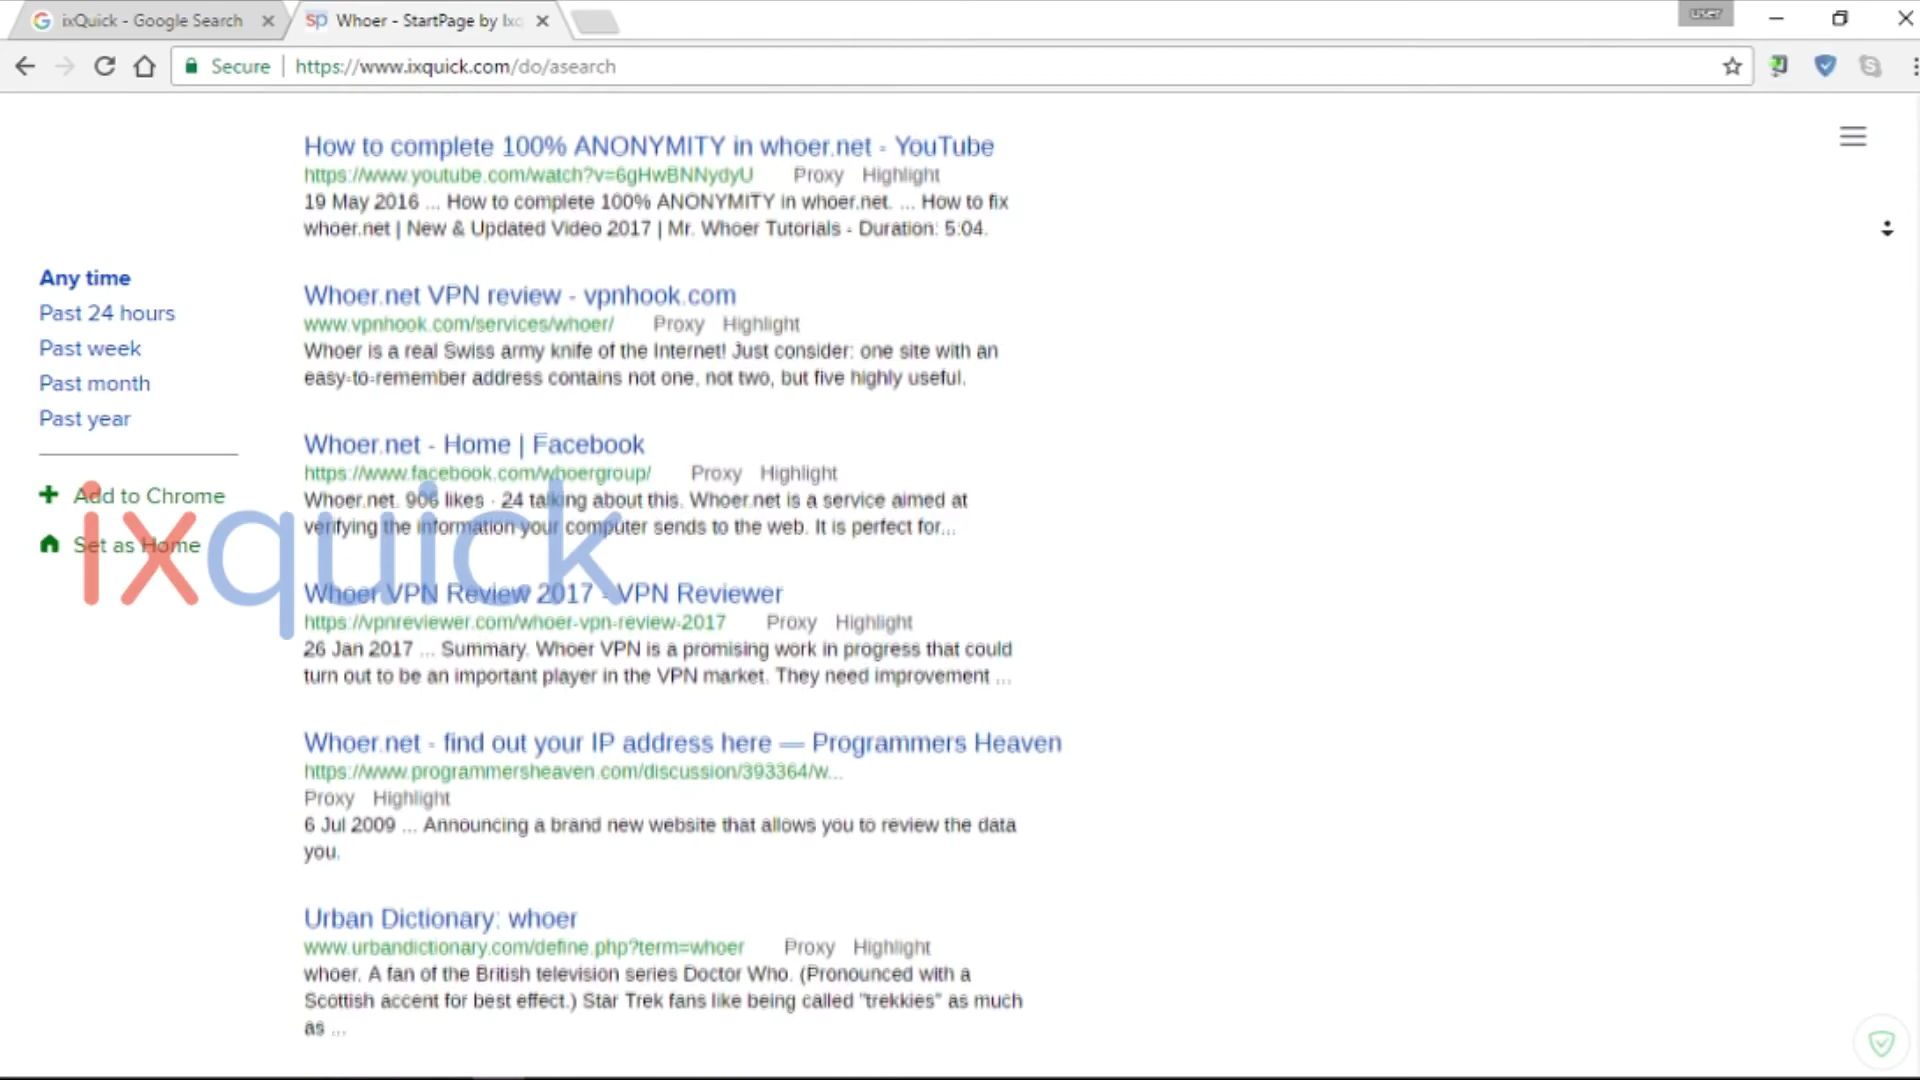 ixQuick - Google Search
Whoer - StartPage by Ixq
USER
Secure
https://www.ixquick.com/do/asearch
How to complete 100% ANONYMITY in whoer.net - YouTube
https://www.youtube.com/watch?v=6gHwBNNydyU Proxy Highlight
19 May 2016 ... How to complete 100% ANONYMITY in whoer.net. ... How to fix
whoer.net | New & Updated Video 2017 | Mr. Whoer Tutorials - Duration: 5:04.
Any time
Past 24 hours
Past week
Past month
Past year
Add to Chrome
Set as Home
ixquick
Whoer.net VPN review - vpnhook.com
www.vpnhook.com/services/whoer/ Proxy Highlight
Whoer is a real Swiss army knife of the Internet! Just consider: one site with an
easy-to-remember address contains not one, not two, but five highly useful.
Whoer.net - Home | Facebook
https://www.facebook.com/whoergroup/ Proxy Highlight
Whoer.net. 906 likes · 24 talking about this. Whoer.net is a service aimed at
verifying the information your computer sends to the web. It is perfect for...
Whoer VPN Review 2017 - VPN Reviewer
https://vpnreviewer.com/whoer-vpn-review-2017 Proxy Highlight
26 Jan 2017 ... Summary. Whoer VPN is a promising work in progress that could
turn out to be an important player in the VPN market. They need improvement ...
Whoer.net - find out your IP address here — Programmers Heaven
https://www.programmersheaven.com/discussion/393364/w...
Proxy Highlight
6 Jul 2009 ... Announcing a brand new website that allows you to review the data
you.
Urban Dictionary: whoer
www.urbandictionary.com/define.php?term=whoer Proxy Highlight
whoer. A fan of the British television series Doctor Who. (Pronounced with a
Scottish accent for best effect.) Star Trek fans like being called "trekkies" as much
as ...